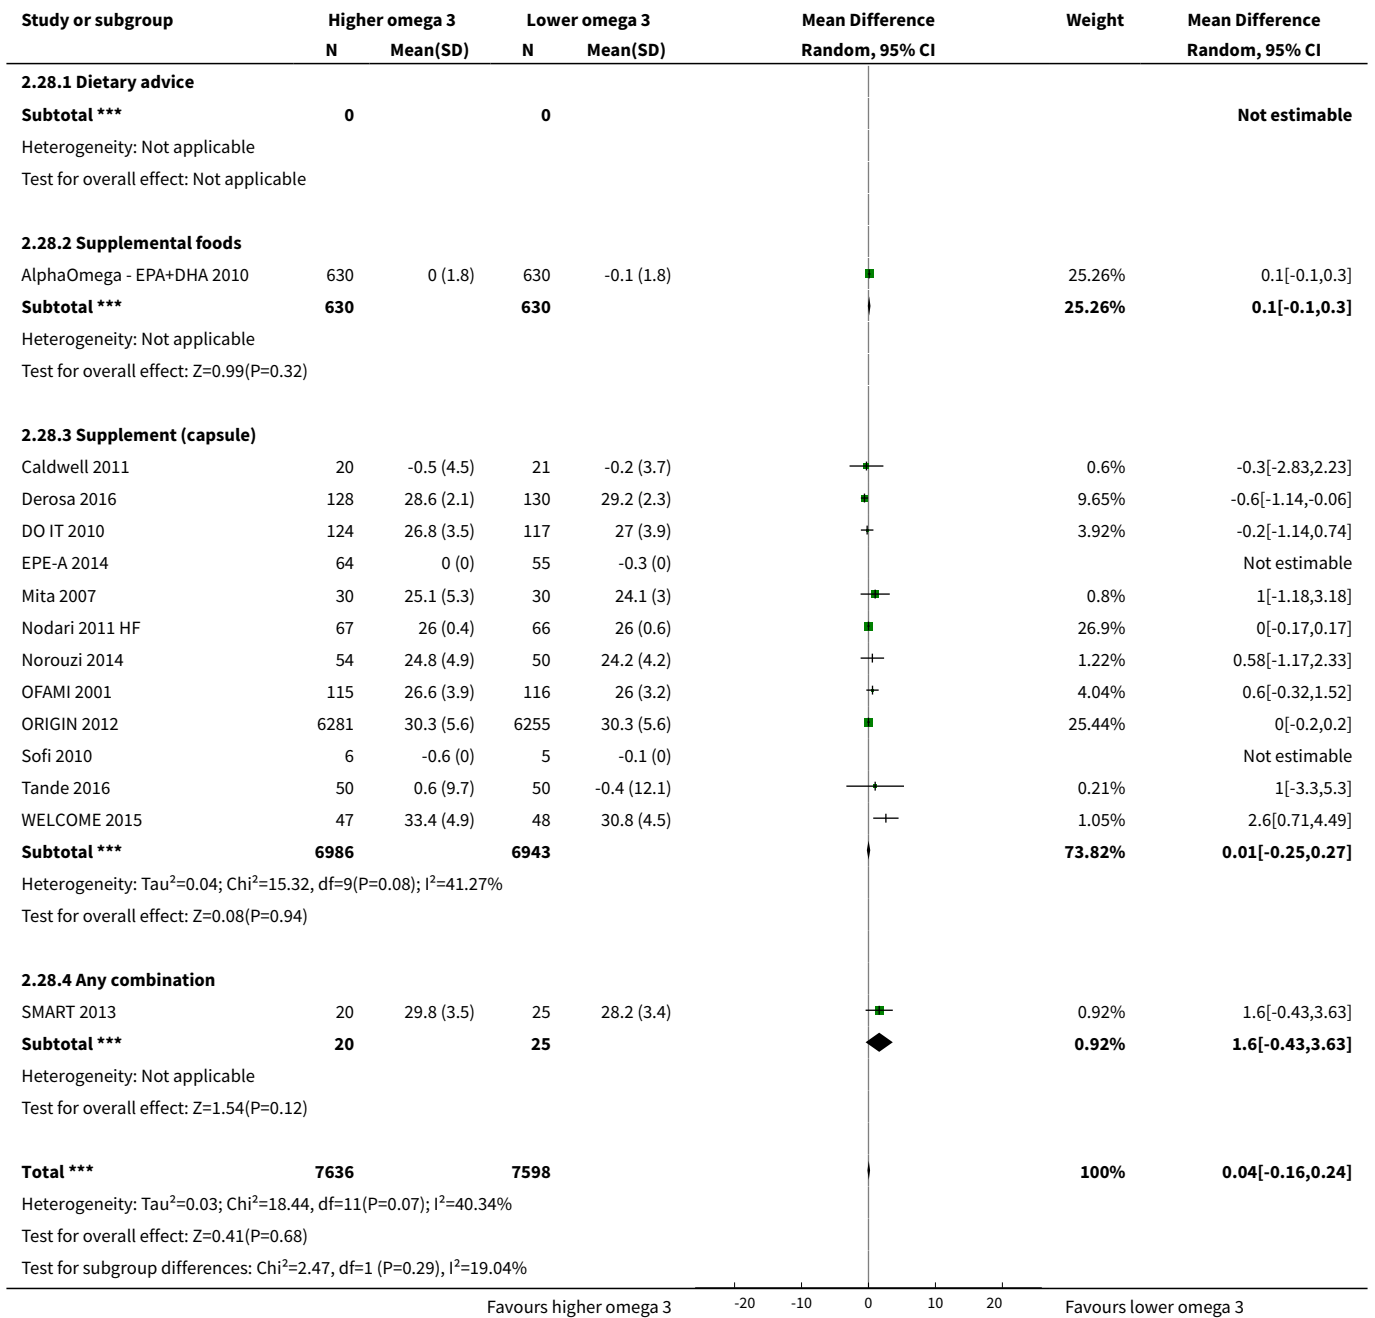 Study or subgroup Higher omega 3 Lower omega 3 Mean Difference Weight Mean Difference
N Mean(SD) N Mean(SD) Random, 95% CI Random, 95% CI
2.28.1 Dietary advice
Subtotal *** 0 0 Not estimable
Heterogeneity: Not applicable
Test for overall effect: Not applicable
2.28.2 Supplemental foods
AlphaOmega - EPA+DHA 2010 630 0 (1.8) 630 -0.1 (1.8) 25.26% 0.1[-0.1,0.3]
Subtotal *** 630 630 25.26% 0.1[-0.1,0.3]
Heterogeneity: Not applicable
Test for overall effect: Z=0.99(P=0.32)
2.28.3 Supplement (capsule)
Caldwell 2011 20 -0.5 (4.5) 21 -0.2 (3.7) 0.6% -0.3[-2.83,2.23]
Derosa 2016 128 28.6 (2.1) 130 29.2 (2.3) 9.65% -0.6[-1.14,-0.06]
DO IT 2010 124 26.8 (3.5) 117 27 (3.9) 3.92% -0.2[-1.14,0.74]
EPE-A 2014 64 0 (0) 55 -0.3 (0) Not estimable
Mita 2007 30 25.1 (5.3) 30 24.1 (3) 0.8% 1[-1.18,3.18]
Nodari 2011 HF 67 26 (0.4) 66 26 (0.6) 26.9% 0[-0.17,0.17]
Norouzi 2014 54 24.8 (4.9) 50 24.2 (4.2) 1.22% 0.58[-1.17,2.33]
OFAMI 2001 115 26.6 (3.9) 116 26 (3.2) 4.04% 0.6[-0.32,1.52]
ORIGIN 2012 6281 30.3 (5.6) 6255 30.3 (5.6) 25.44% 0[-0.2,0.2]
Sofi 2010 6 -0.6 (0) 5 -0.1 (0) Not estimable
Tande 2016 50 0.6 (9.7) 50 -0.4 (12.1) 0.21% 1[-3.3,5.3]
WELCOME 2015 47 33.4 (4.9) 48 30.8 (4.5) 1.05% 2.6[0.71,4.49]
Subtotal *** 6986 6943 73.82% 0.01[-0.25,0.27]
Heterogeneity: Tau²=0.04; Chi²=15.32, df=9(P=0.08); I²=41.27%
Test for overall effect: Z=0.08(P=0.94)
2.28.4 Any combination
SMART 2013 20 29.8 (3.5) 25 28.2 (3.4) 0.92% 1.6[-0.43,3.63]
Subtotal *** 20 25 0.92% 1.6[-0.43,3.63]
Heterogeneity: Not applicable
Test for overall effect: Z=1.54(P=0.12)
Total *** 7636 7598 100% 0.04[-0.16,0.24]
Heterogeneity: Tau²=0.03; Chi²=18.44, df=11(P=0.07); I²=40.34%
Test for overall effect: Z=0.41(P=0.68)
Test for subgroup differences: Chi²=2.47, df=1 (P=0.29), I²=19.04%
Favours higher omega 3 -20 -10 0 10 20 Favours lower omega 3